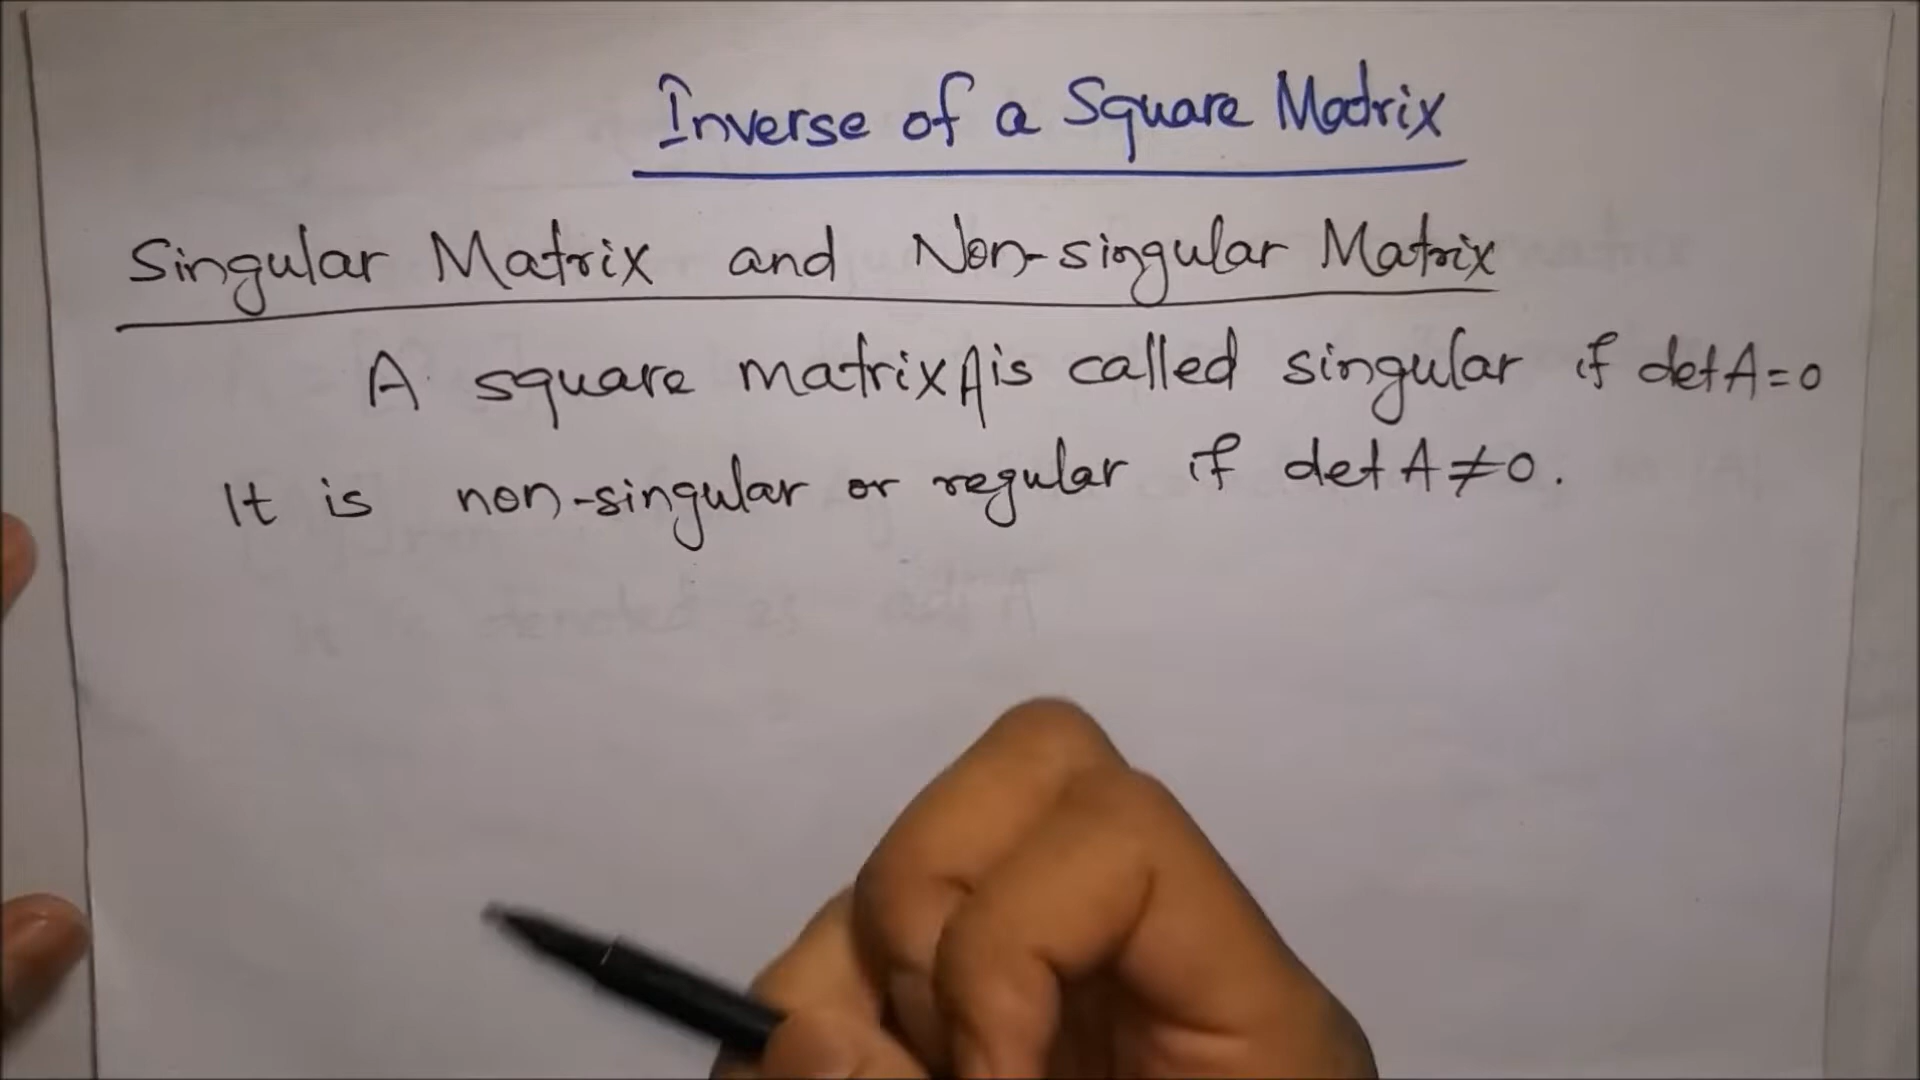 Inverse of a Square Matrix
Singular Matrix and Non-singular Matrix
A square matrix A is called singular if det A = 0
It is non-singular or regular if det A ≠ 0.